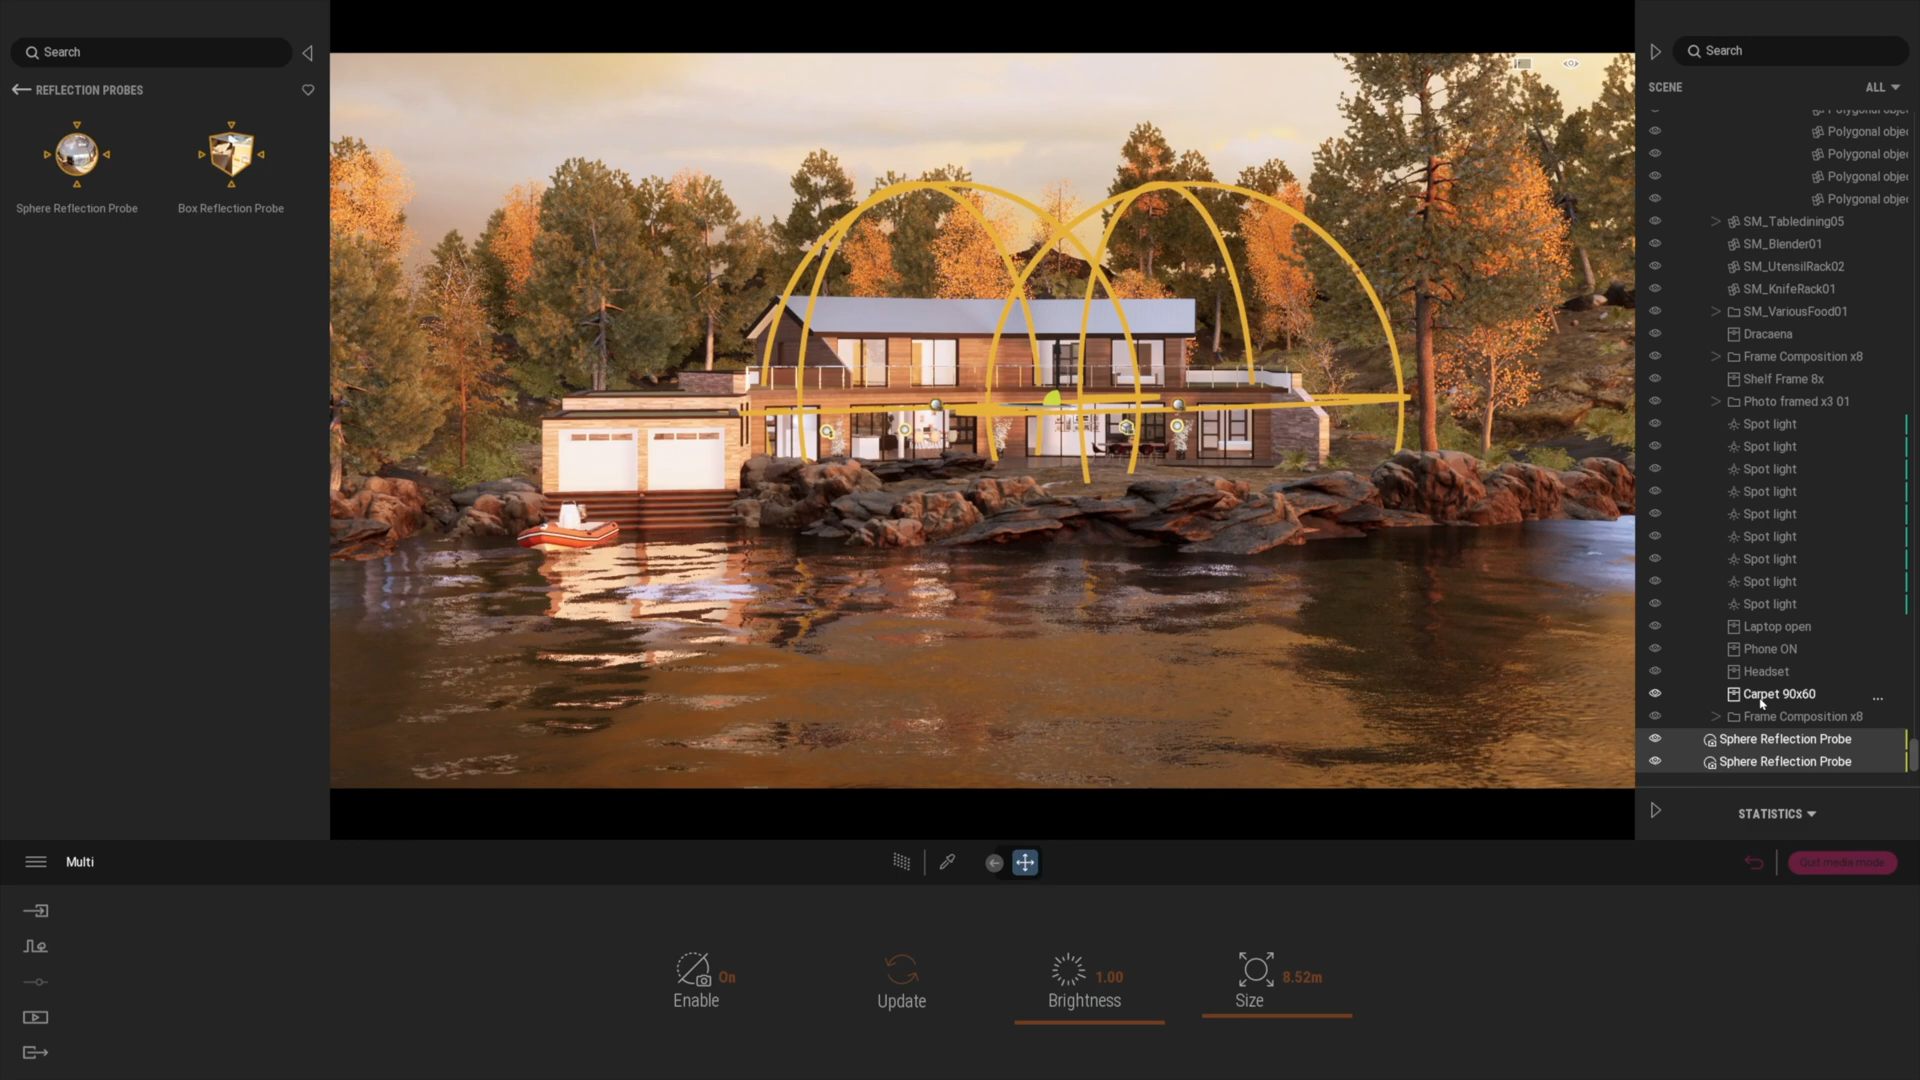 Search
REFLECTION PROBES
Sphere Reflection Probe
Box Reflection Probe
Search
SCENE
ALL
Polygonal objec
Polygonal objec
Polygonal objec
Polygonal objec
SM_Tabledining05
SM_Blender01
SM_UtensilRack02
SM_KnifeRack01
SM_VariousFood01
Dracaena
Frame Composition x8
Shelf Frame 8x
Photo framed x3 01
Spot light
Spot light
Spot light
Spot light
Spot light
Spot light
Spot light
Spot light
Spot light
Laptop open
Phone ON
Headset
Carpet 90x60
...
Frame Composition x8
Sphere Reflection Probe
Sphere Reflection Probe
STATISTICS
Multi
Quit media mode
On
Enable
Update
1.00
Brightness
8.52m
Size